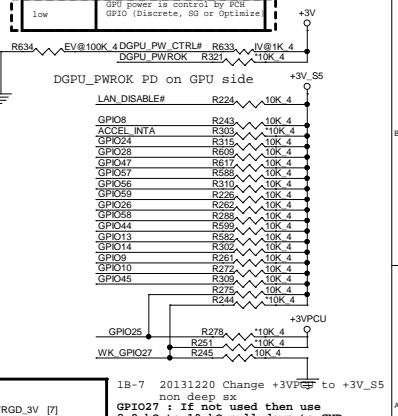 GPU power is control by PCH
low GPIO (Discrete, SG or Optimize)
+3V
R634 EV@100K_4 DGPU_PW_CTRL# R633 IV@1K_4
DGPU_PWROK R321 *10K_4
DGPU_PWROK PD on GPU side +3V_S5
LAN_DISABLE# R224 10K_4
GPIO8 R243 10K_4
ACCEL_INTA R303 *10K_4
GPIO24 R315 10K_4
GPIO28 R609 10K_4
GPIO47 R617 10K_4
GPIO57 R588 10K_4
GPIO56 R310 10K_4
GPIO59 R226 10K_4
GPIO26 R262 10K_4
GPIO58 R288 10K_4
GPIO44 R599 10K_4
GPIO13 R582 10K_4
GPIO14 R302 10K_4
GPIO9 R261 10K_4
GPIO10 R272 10K_4
GPIO45 R309 10K_4
R275 10K_4
R244 *10K_4
+3VPCU
GPIO25 R278 *10K_4
R251 *10K_4
WK_GPIO27 R245 10K_4
1B-7 20131220 Change +3VPCU to +3V_S5
non deep sx
GPIO27 : If not used then use
RGD_3V [7]
B
A